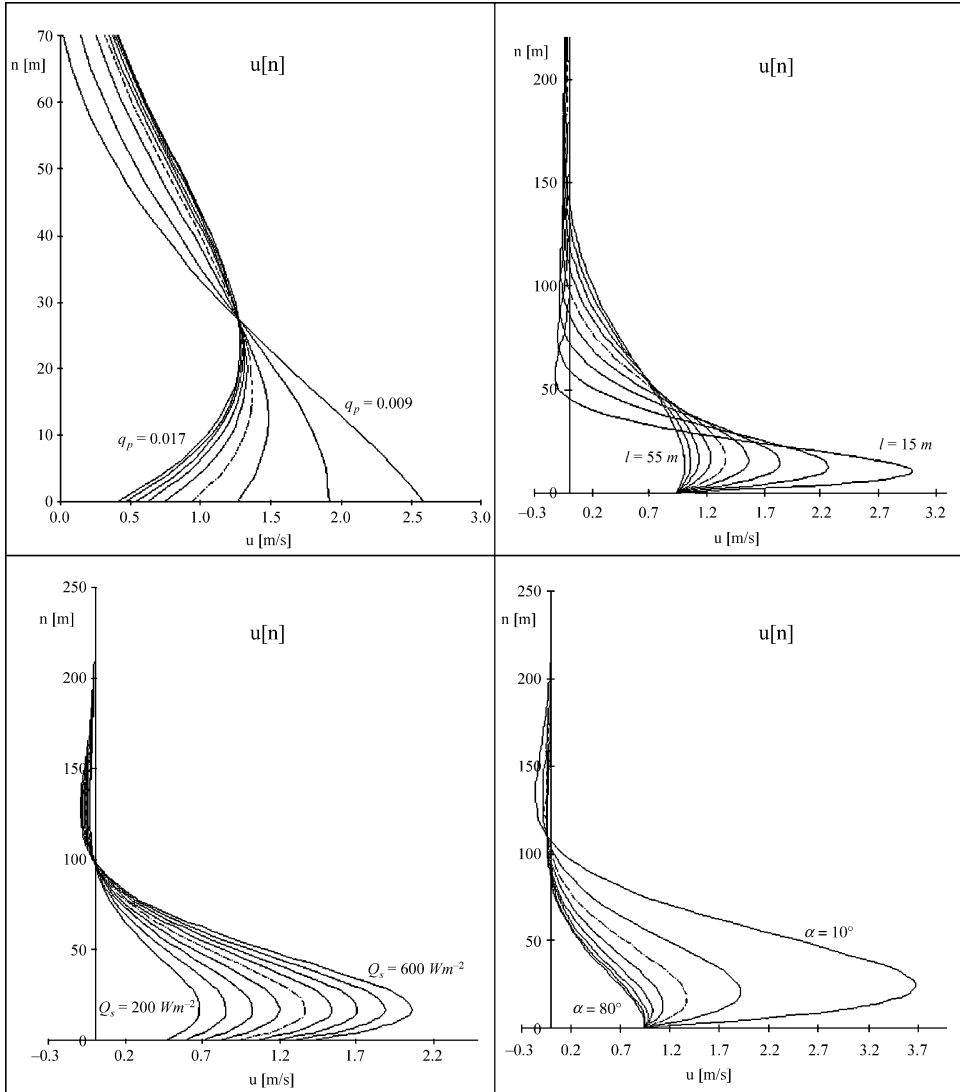 70
n [m]
u[n]
60
50
40
30
20
q_p = 0.009
q_p = 0.017
10
0
0.0 0.5 1.0 1.5 2.0 2.5 3.0
u [m/s]
n [m]
200
u[n]
150
100
50
l = 15 m
l = 55 m
0
–0.3 0.2 0.7 1.2 1.7 2.2 2.7 3.2
u [m/s]
250
n [m]
u[n]
200
150
100
50
Q_s = 600 Wm⁻²
Q_s = 200 Wm⁻²
0
–0.3 0.2 0.7 1.2 1.7 2.2
u [m/s]
250
n [m]
u[n]
200
150
100
α = 10°
50
α = 80°
0
–0.3 0.2 0.7 1.2 1.7 2.2 2.7 3.2 3.7
u [m/s]